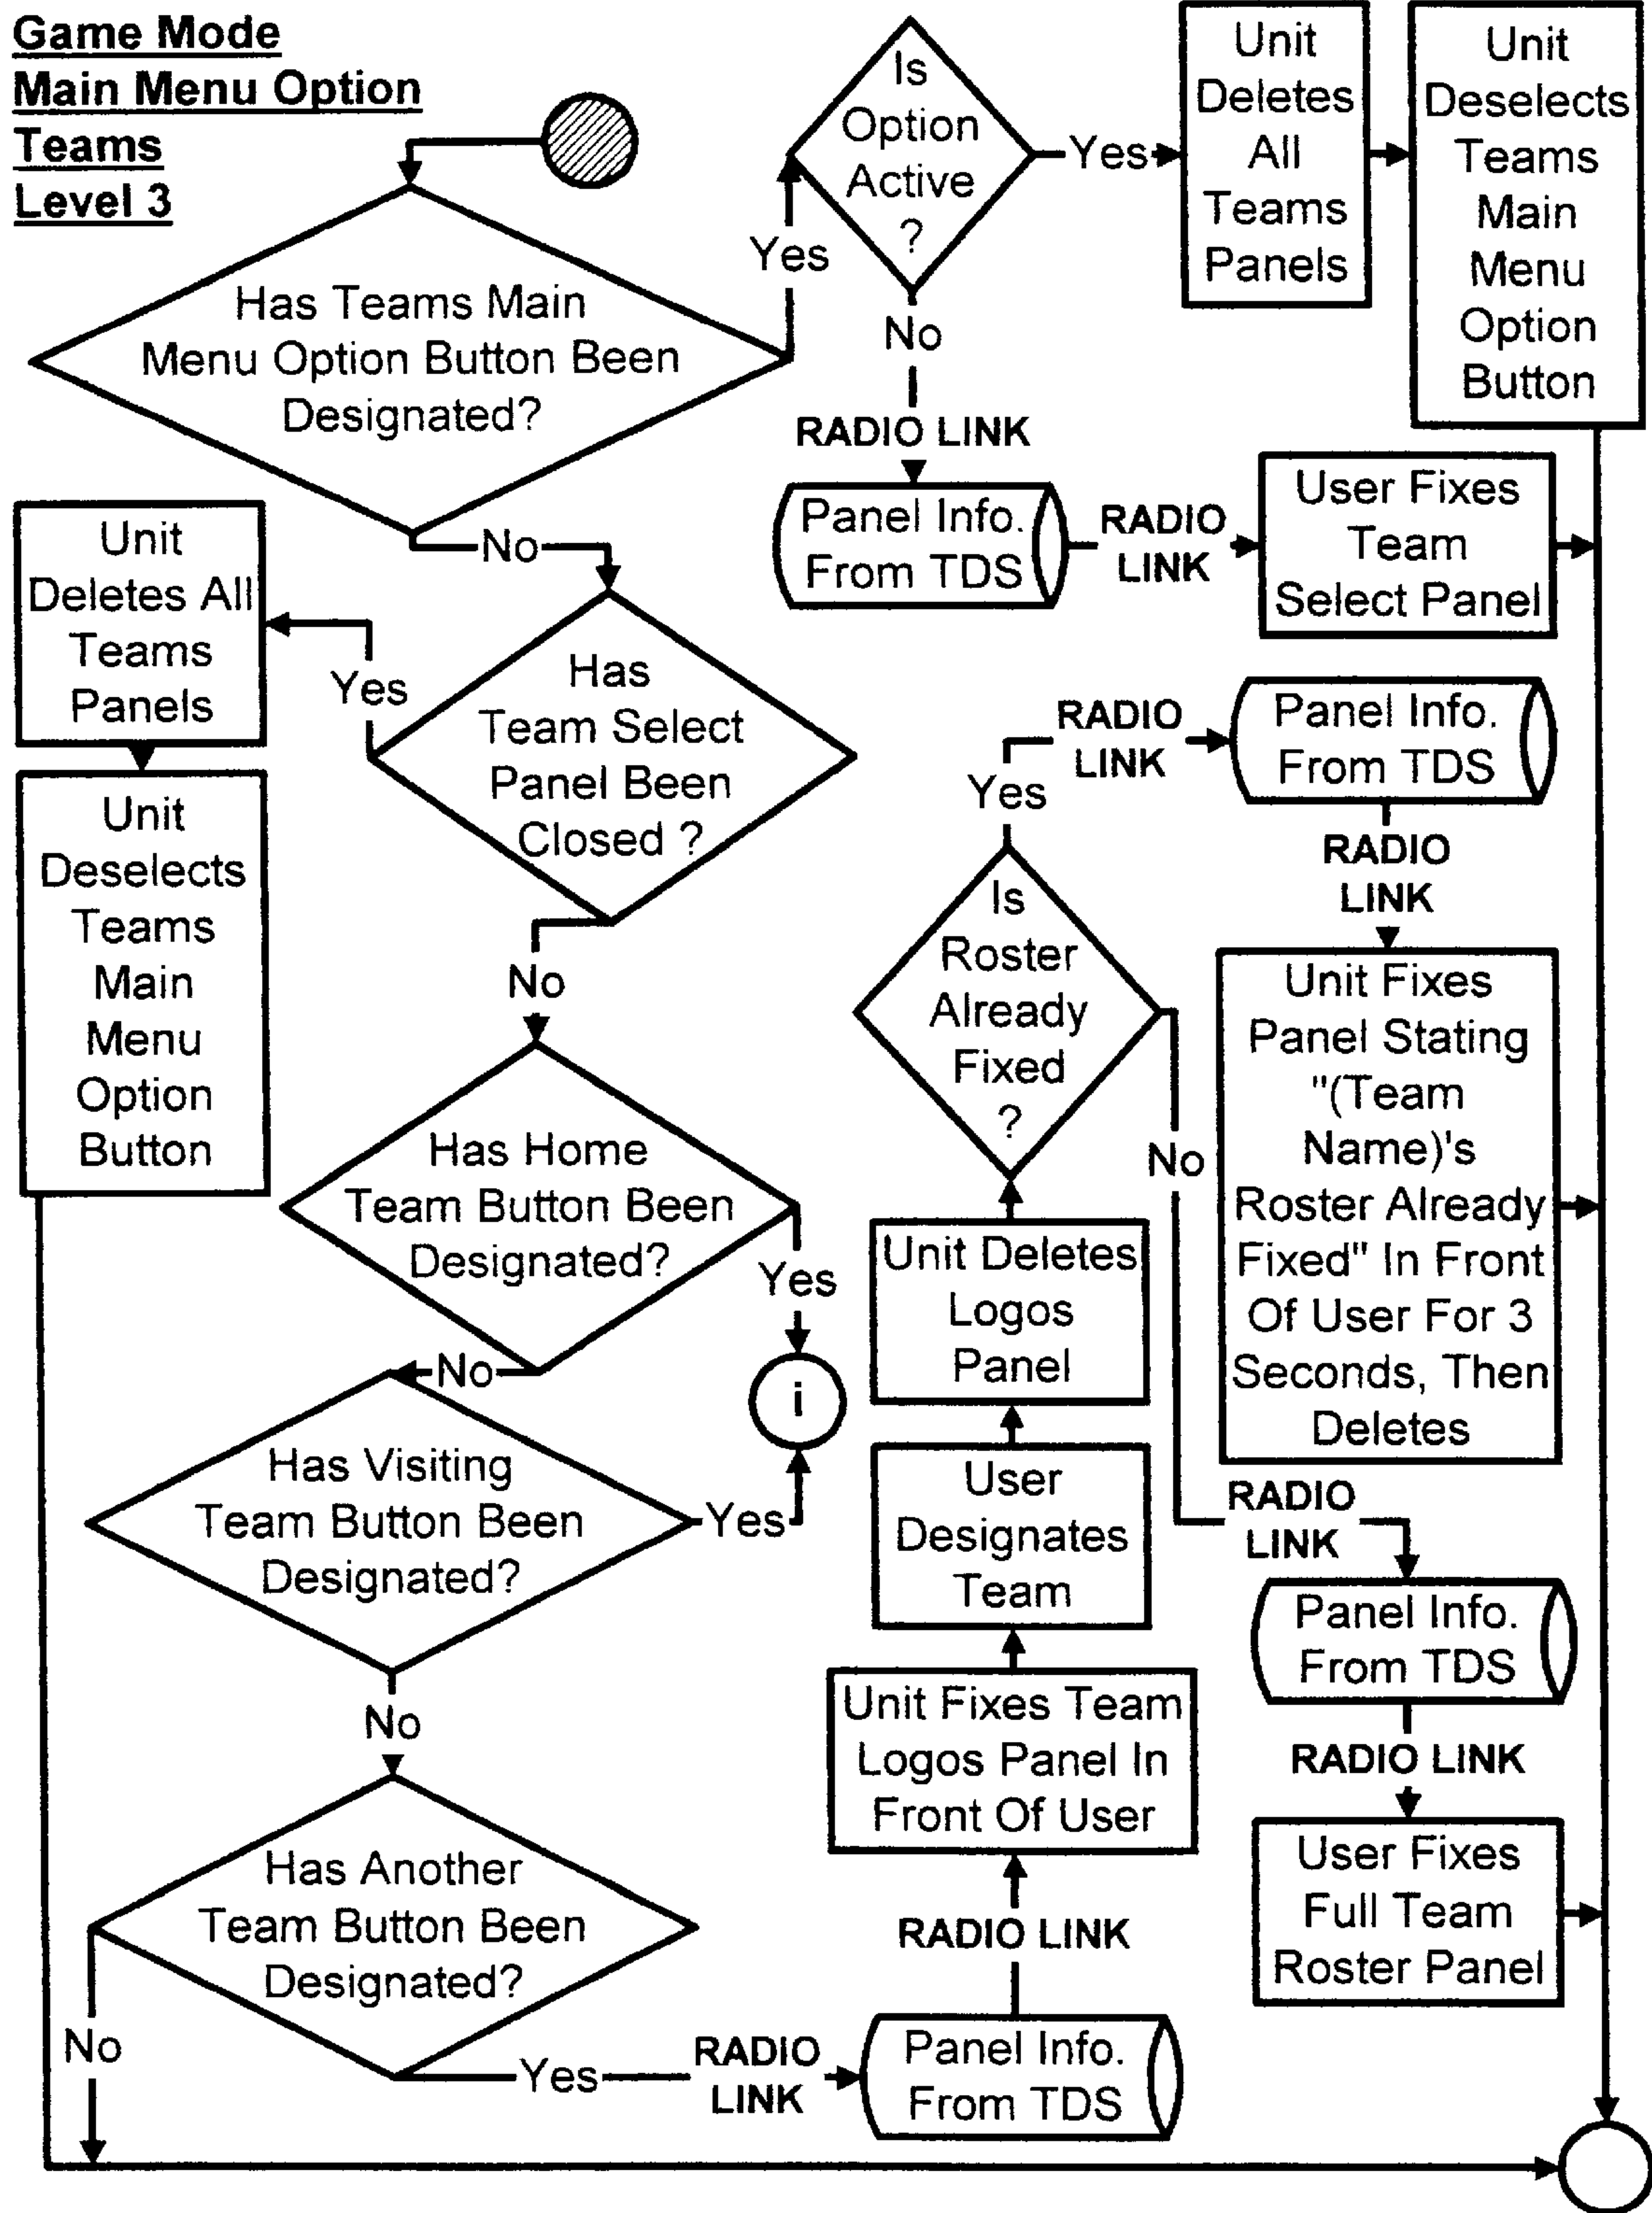 Game Mode
Main Menu Option
Teams
Level 3
Has Teams Main
Menu Option Button Been
Designated?
Yes
Is
Option
Active
?
Yes
Unit
Deletes
All
Teams
Panels
Unit
Deselects
Teams
Main
Menu
Option
Button
No
RADIO LINK
Panel Info.
From TDS
RADIO
LINK
User Fixes
Team
Select Panel
No
Has
Team Select
Panel Been
Closed ?
Yes
Unit
Deletes All
Teams
Panels
Unit
Deselects
Teams
Main
Menu
Option
Button
No
Has Home
Team Button Been
Designated?
Yes
i
No
Has Visiting
Team Button Been
Designated?
Yes
No
Has Another
Team Button Been
Designated?
No
Yes
RADIO
LINK
Panel Info.
From TDS
RADIO LINK
Unit Fixes Team
Logos Panel In
Front Of User
User
Designates
Team
Unit Deletes
Logos
Panel
Is
Roster
Already
Fixed
?
Yes
RADIO
LINK
Panel Info.
From TDS
RADIO
LINK
Unit Fixes
Panel Stating
"(Team
Name)'s
Roster Already
Fixed" In Front
Of User For 3
Seconds, Then
Deletes
No
RADIO
LINK
Panel Info.
From TDS
RADIO LINK
User Fixes
Full Team
Roster Panel